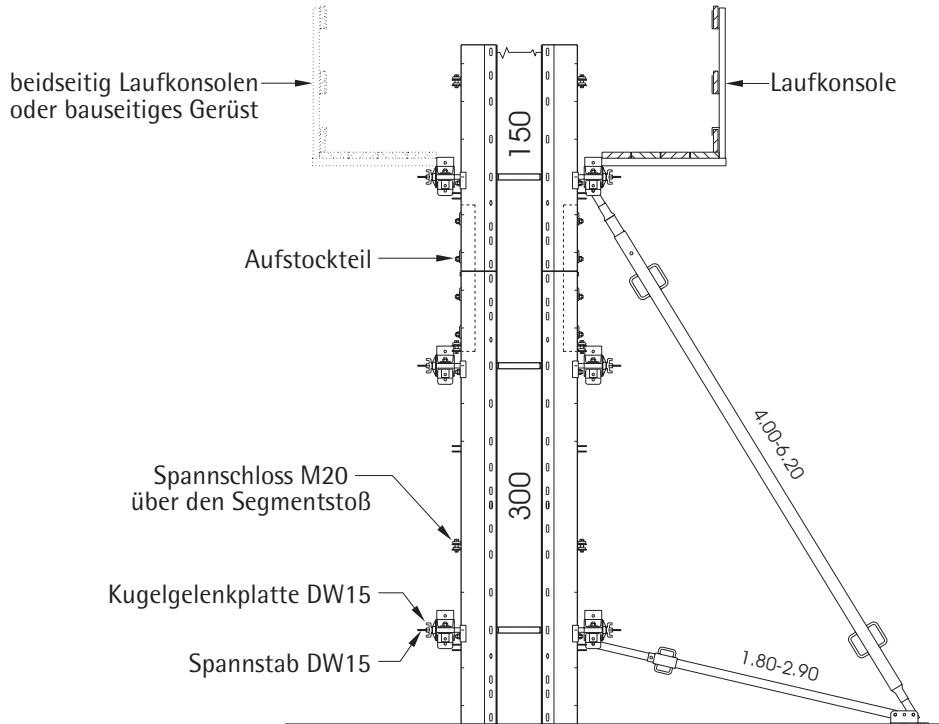 beidseitig Laufkonsolen
oder bauseitiges Gerüst
Laufkonsole
150
Aufstockteil
4.00-6.20
Spannschloss M20
über den Segmentstoß
300
Kugelgelenkplatte DW15
Spannstab DW15
1.80-2.90